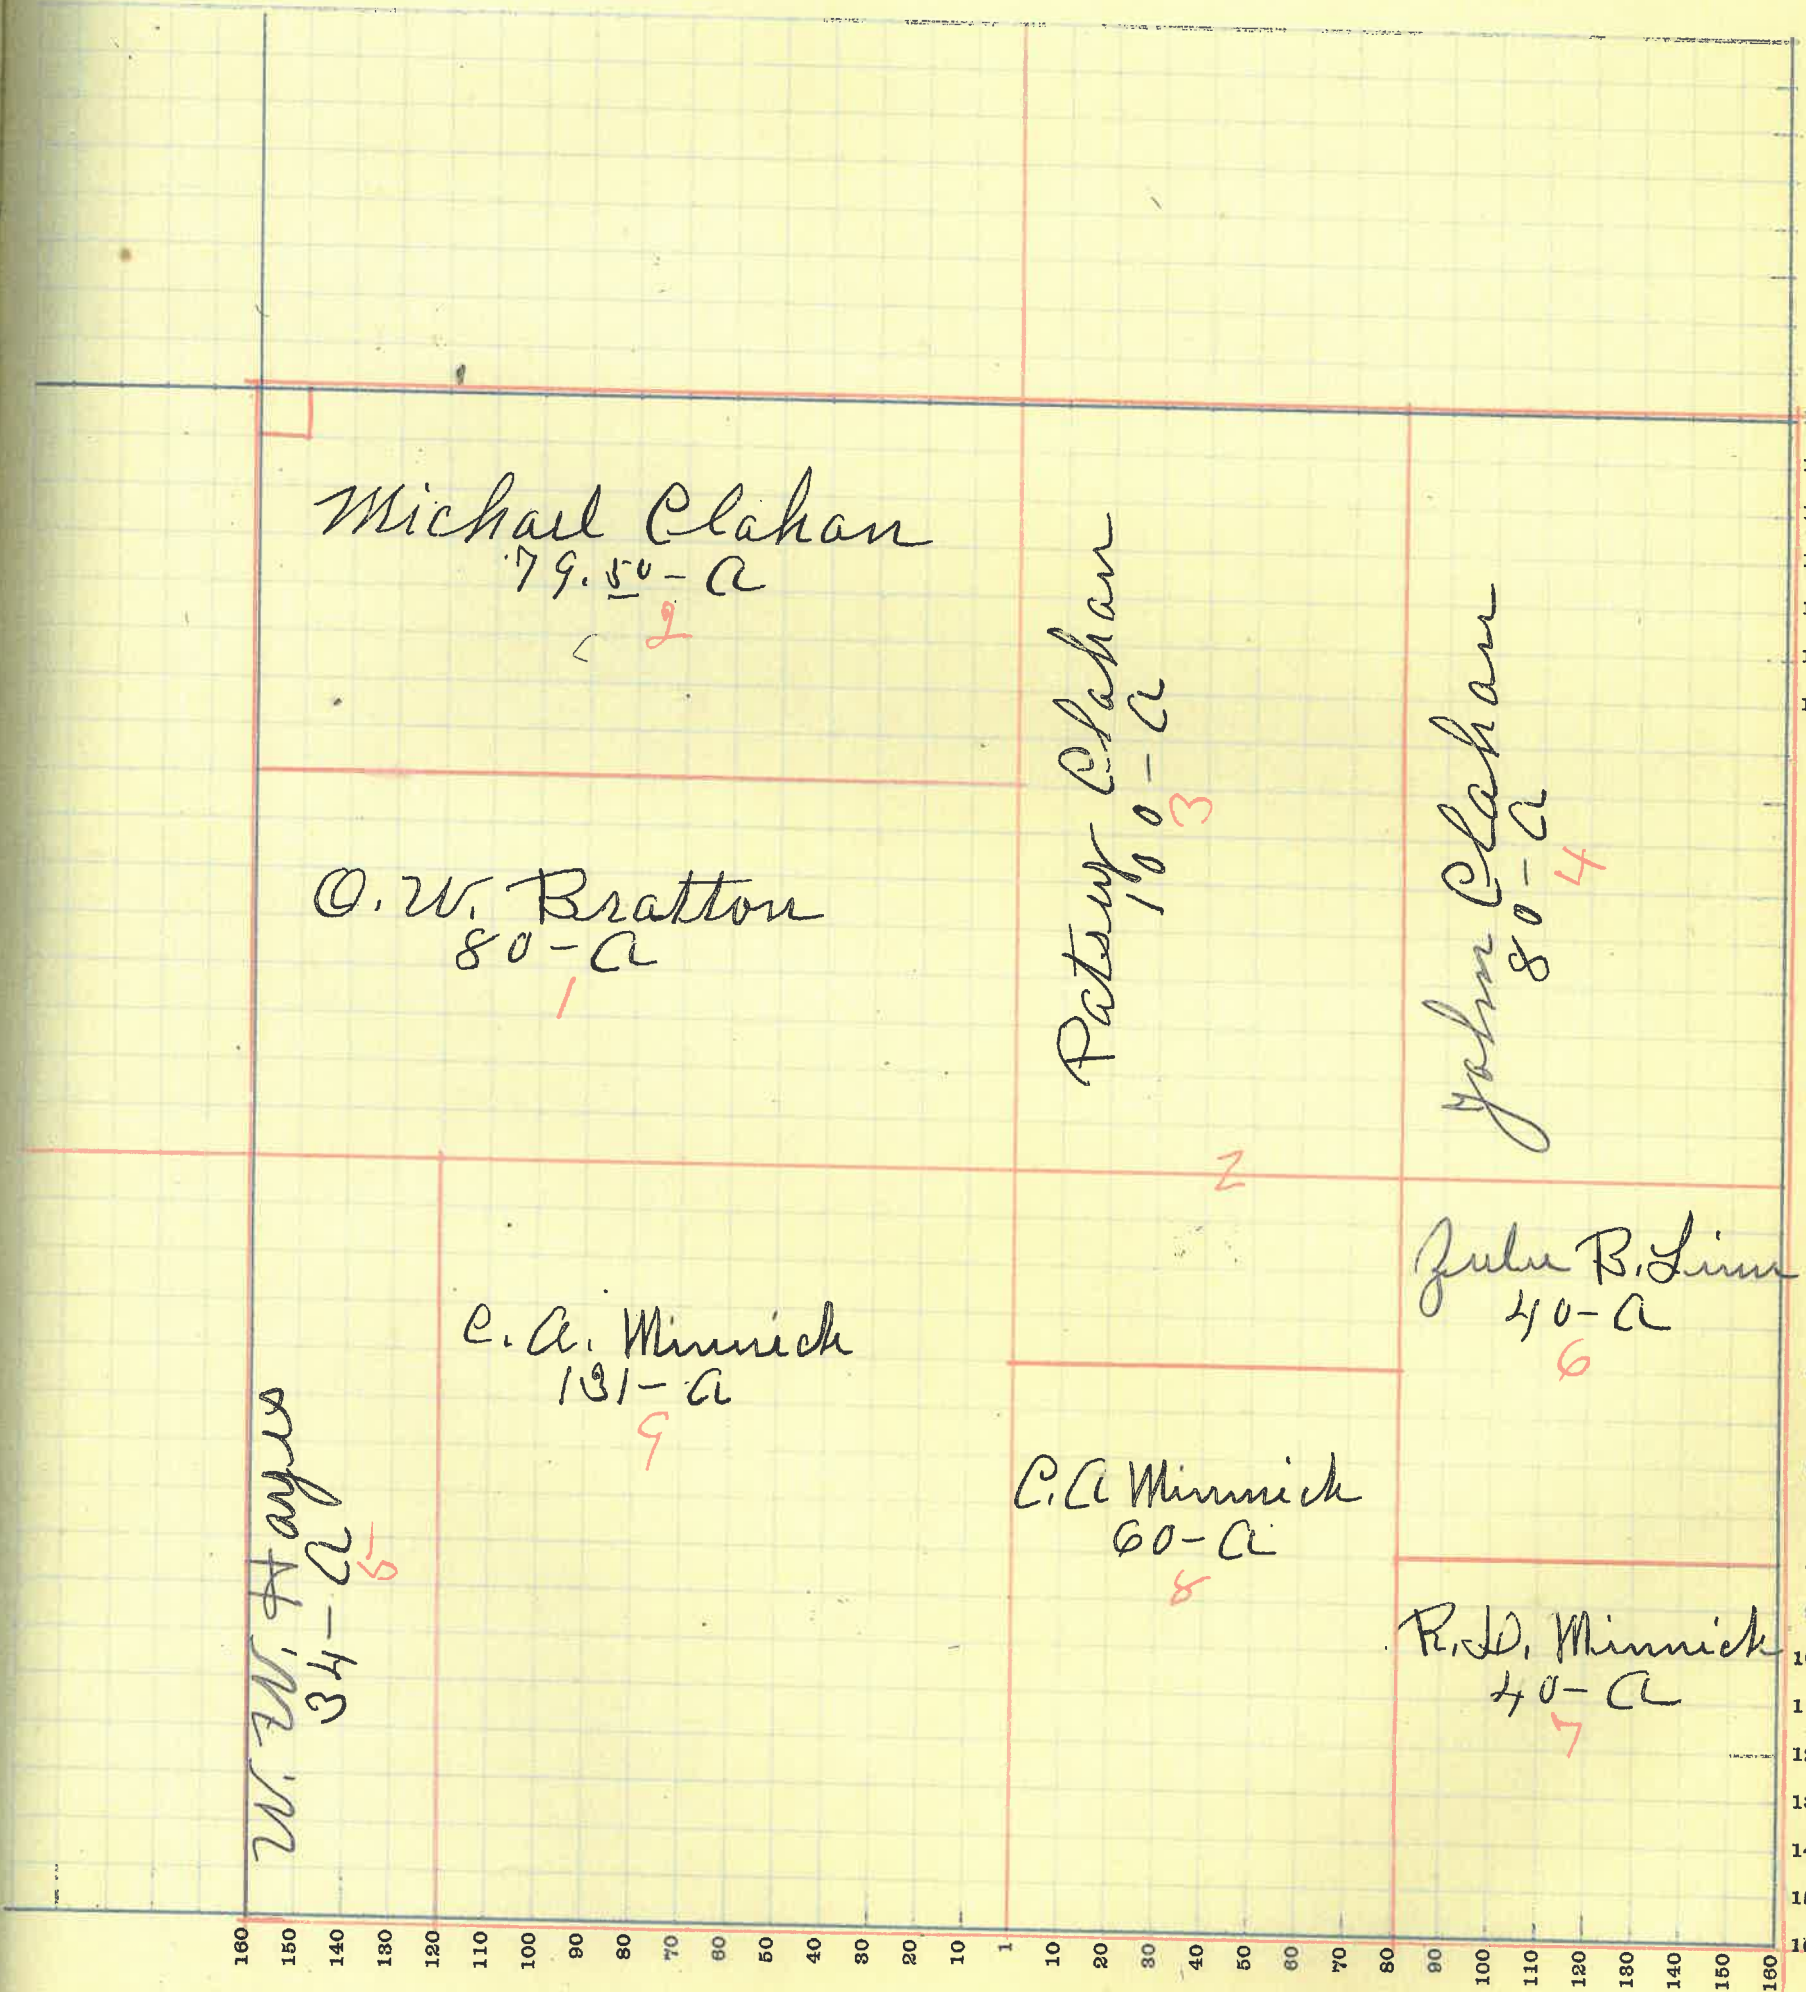 Michael Clahan
79.50-A
2
O.W. Bratton
80-A
1
Patsey Clahan
100-A
3
John Clahan
80-A
4
2
W.W. Hayes
34-A
5
C.A. Minnick
131-A
9
C.A Minnick
60-A
8
Zulu B. Linn
40-A
6
R.D. Minnick
40-A
7
160 150 140 130 120 110 100 90 80 70 60 50 40 30 20 10 1 10 20 30 40 50 60 70 80 90 100 110 120 130 140 150 160